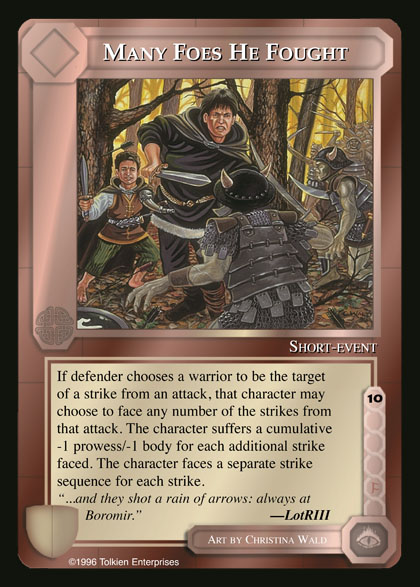 MANY FOES HE FOUGHT
SHORT-EVENT
If defender chooses a warrior to be the target
of a strike from an attack, that character may
choose to face any number of the strikes from
that attack. The character suffers a cumulative
-1 prowess/-1 body for each additional strike
faced. The character faces a separate strike
sequence for each strike.
“...and they shot a rain of arrows: always at
Boromir.” —LotRIII
10
ART BY CHRISTINA WALD
©1996 Tolkien Enterprises